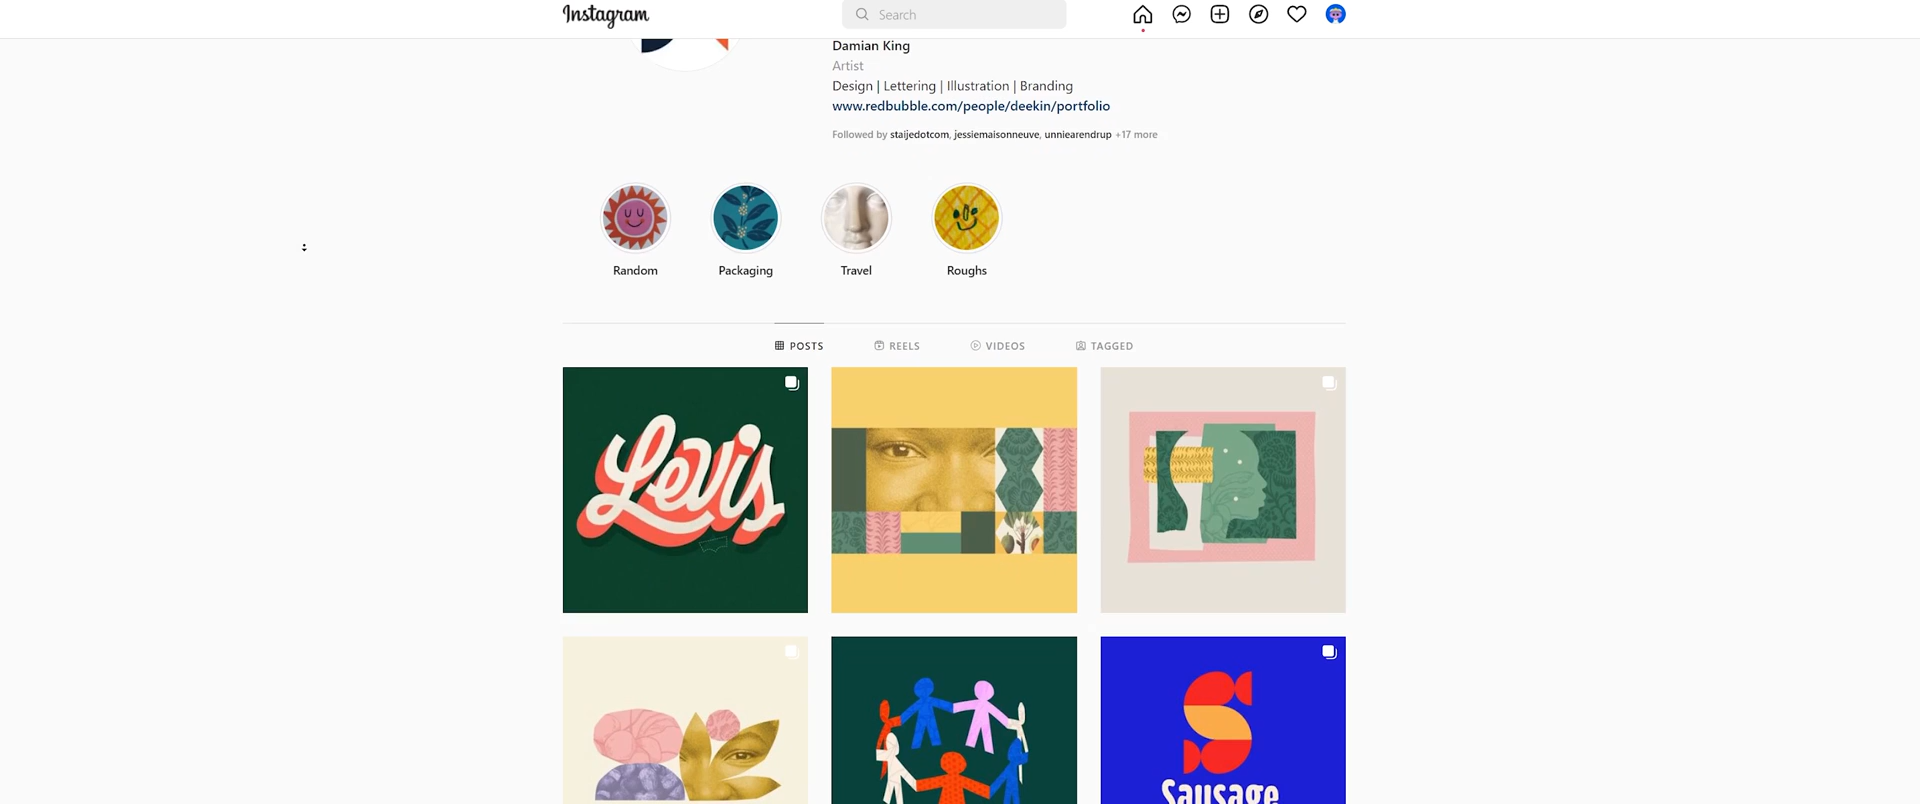 Instagram
Search
Damian King
Artist
Design | Lettering | Illustration | Branding
www.redbubble.com/people/deekin/portfolio
Followed by staijedotcom, jessiemaisonneuve, unniearendrup +17 more
Random
Packaging
Travel
Roughs
POSTS
REELS
VIDEOS
TAGGED
Levis
Sausage